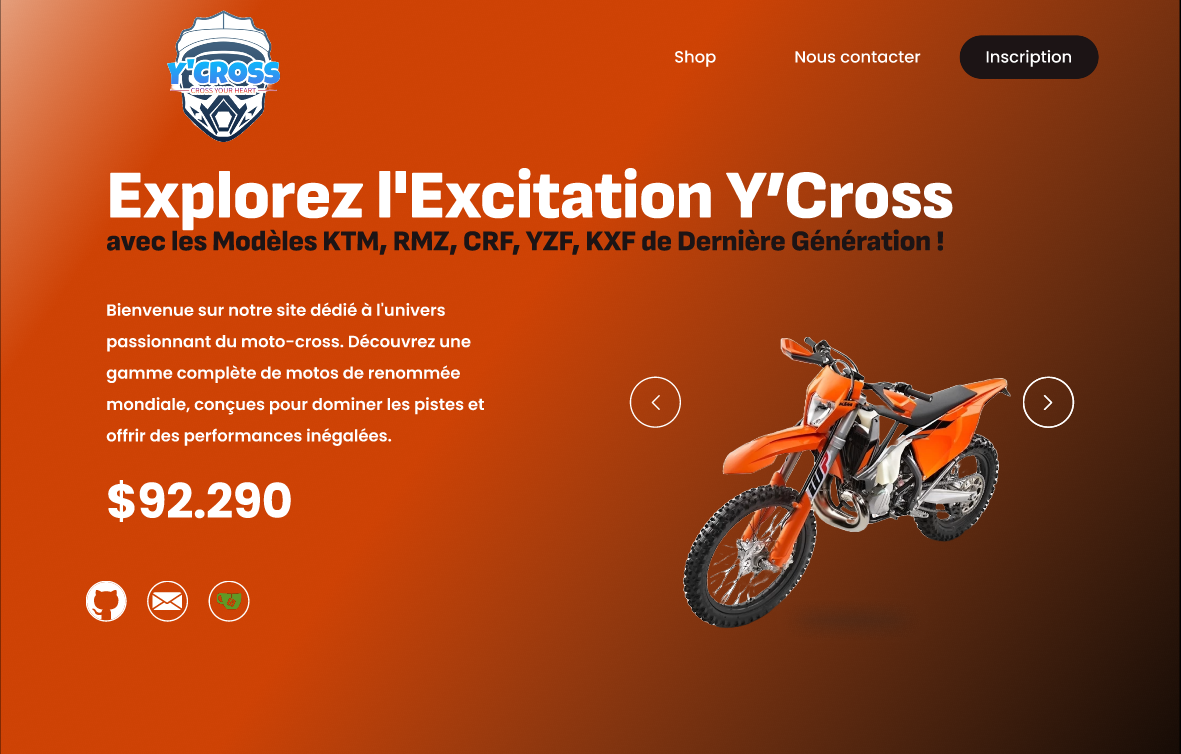 Y'CROSS
CROSS YOUR HEART
Shop
Nous contacter
Inscription
Explorez l'Excitation Y’Cross
avec les Modèles KTM, RMZ, CRF, YZF, KXF de Dernière Génération !
Bienvenue sur notre site dédié à l'univers
passionnant du moto-cross. Découvrez une
gamme complète de motos de renommée
mondiale, conçues pour dominer les pistes et
offrir des performances inégalées.
$92.290